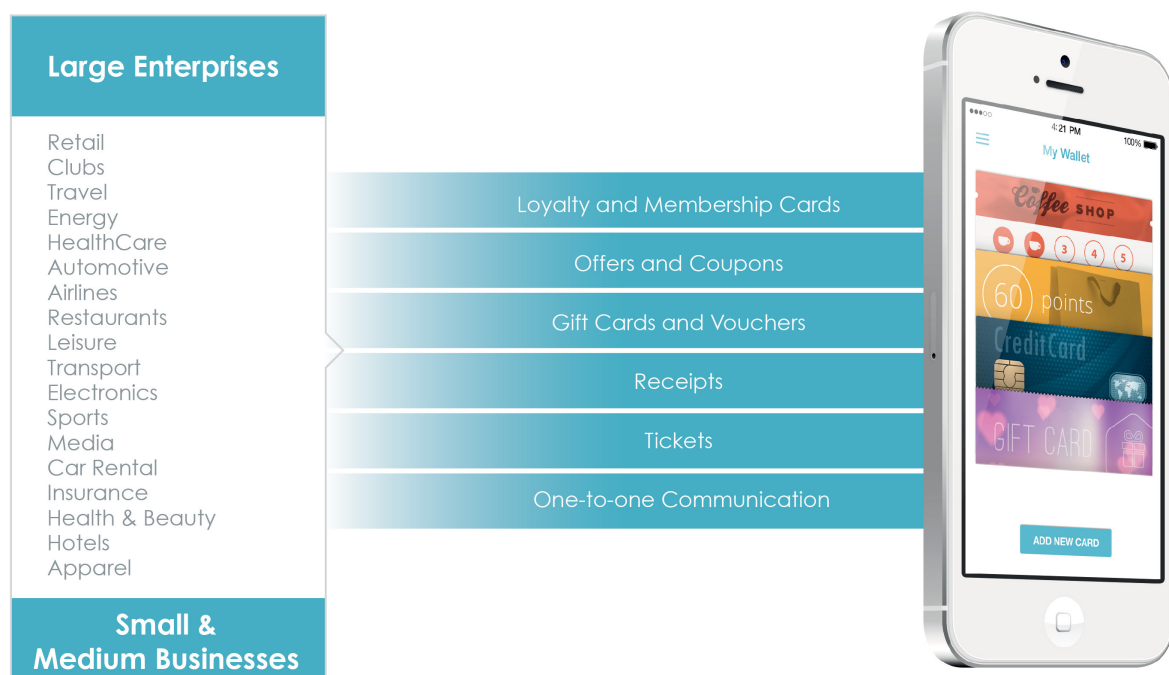 Large Enterprises
Retail
Clubs
Travel
Energy
HealthCare
Automotive
Airlines
Restaurants
Leisure
Transport
Electronics
Sports
Media
Car Rental
Insurance
Health & Beauty
Hotels
Apparel
Small &
Medium Businesses
Loyalty and Membership Cards
Offers and Coupons
Gift Cards and Vouchers
Receipts
Tickets
One-to-one Communication
4:21 PM
100%
My Wallet
Coffee SHOP
3 4 5
60 points
CreditCard
GIFT CARD
ADD NEW CARD